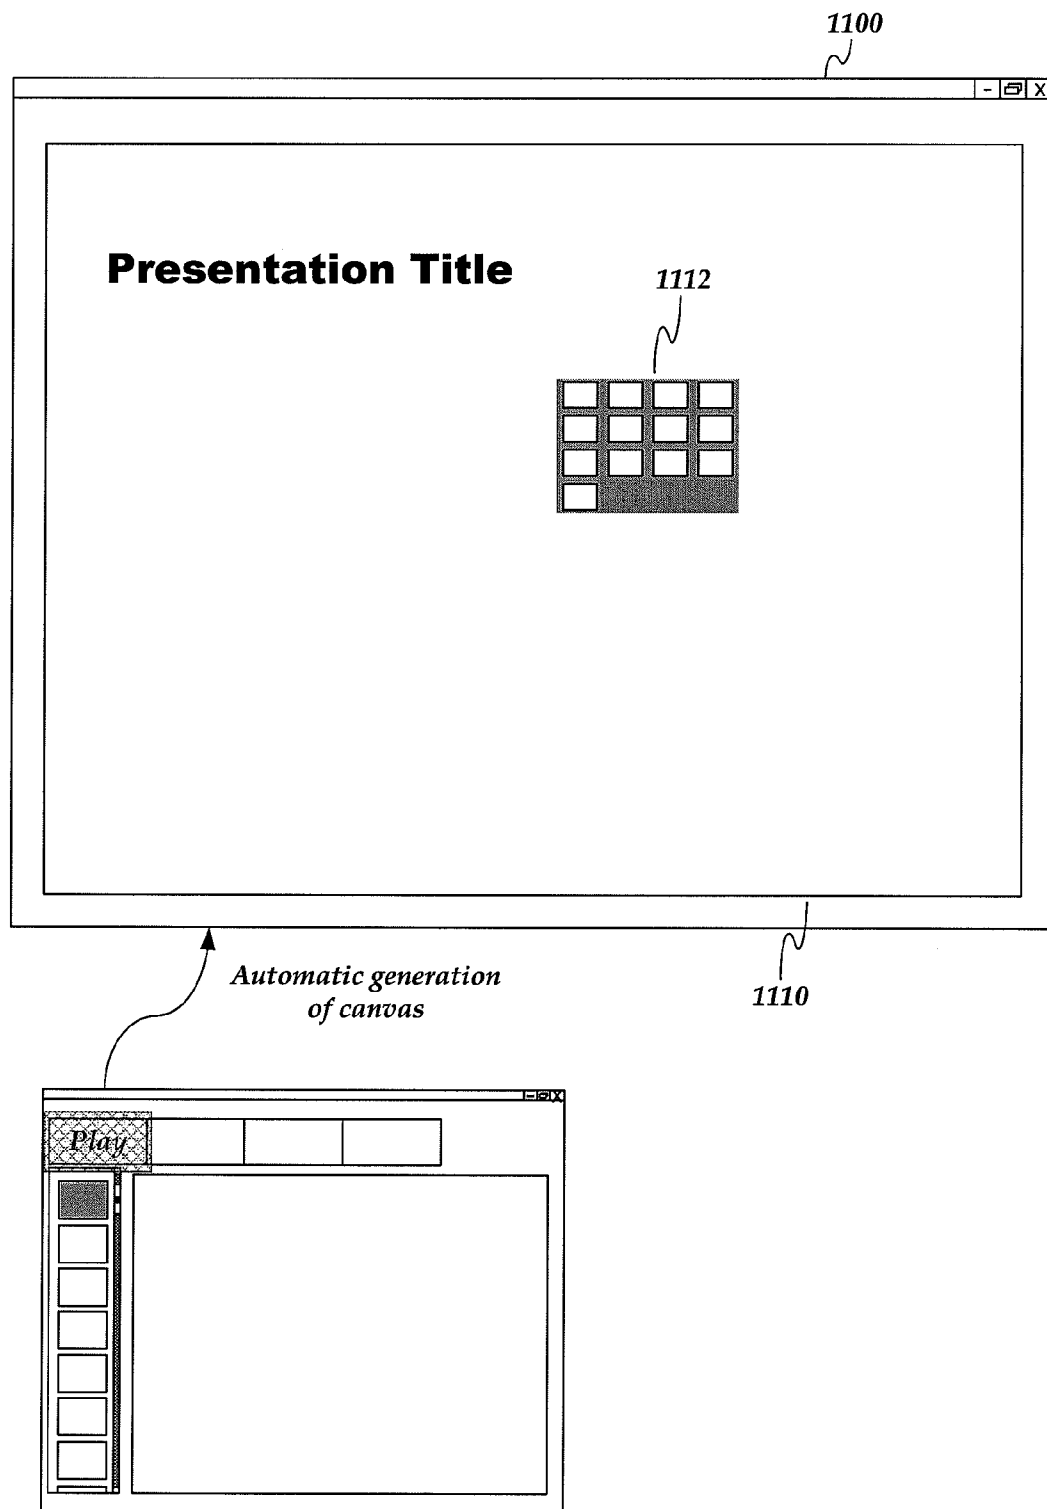 1100
- X
Presentation Title
1112
Automatic generation
of canvas
1110
- X
Play